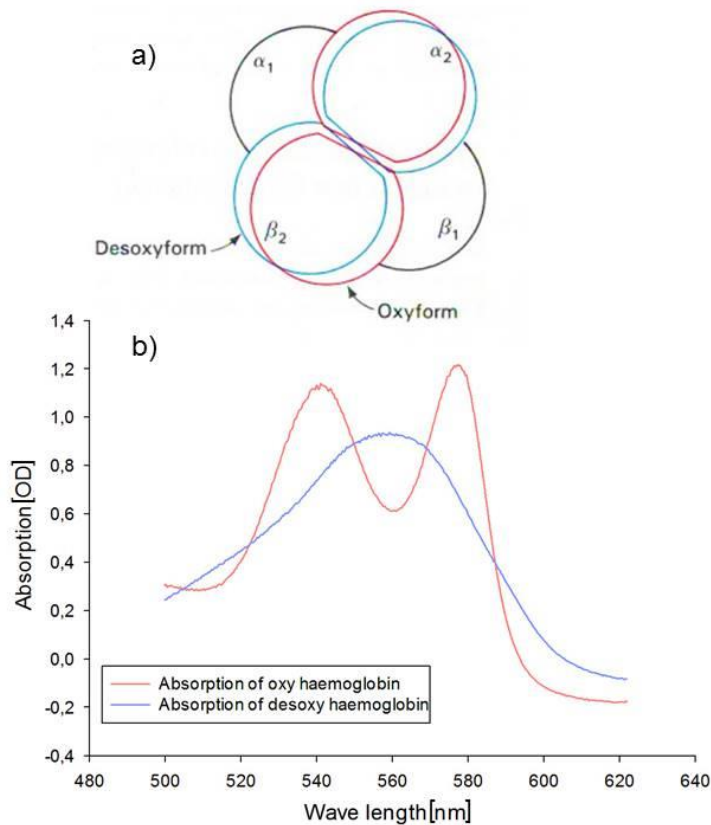 a)
α1
α2
β2
β1
Desoxyform
Oxyform
b)
1,4
1,2
1,0
0,8
0,6
0,4
0,2
0,0
-0,2
-0,4
Absorption[OD]
Absorption of oxy haemoglobin
Absorption of desoxy haemoglobin
480 500 520 540 560 580 600 620 640
Wave length[nm]